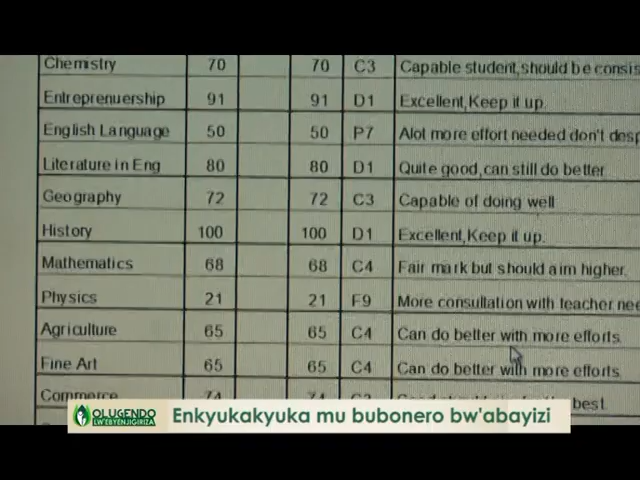 Chemistry 70 70 C3 Capable student,should be consis
Entreprenuership 91 91 D1 Excellent,Keep it up.
English Language 50 50 P7 Alot more effort needed don't desp
Literature in Eng 80 80 D1 Quite good,can still do better
Geography 72 72 C3 Capable of doing well
History 100 100 D1 Excellent,Keep it up.
Mathematics 68 68 C4 Fair mark but should aim higher.
Physics 21 21 F9 More consultation with teacher nee
Agriculture 65 65 C4 Can do better with more efforts
Fine Art 65 65 C4 Can do better with more efforts
Commerce 74 74 best
OLUGENDO
LW'EBYENJIGIRIZA
Enkyukakyuka mu bubonero bw'abayizi